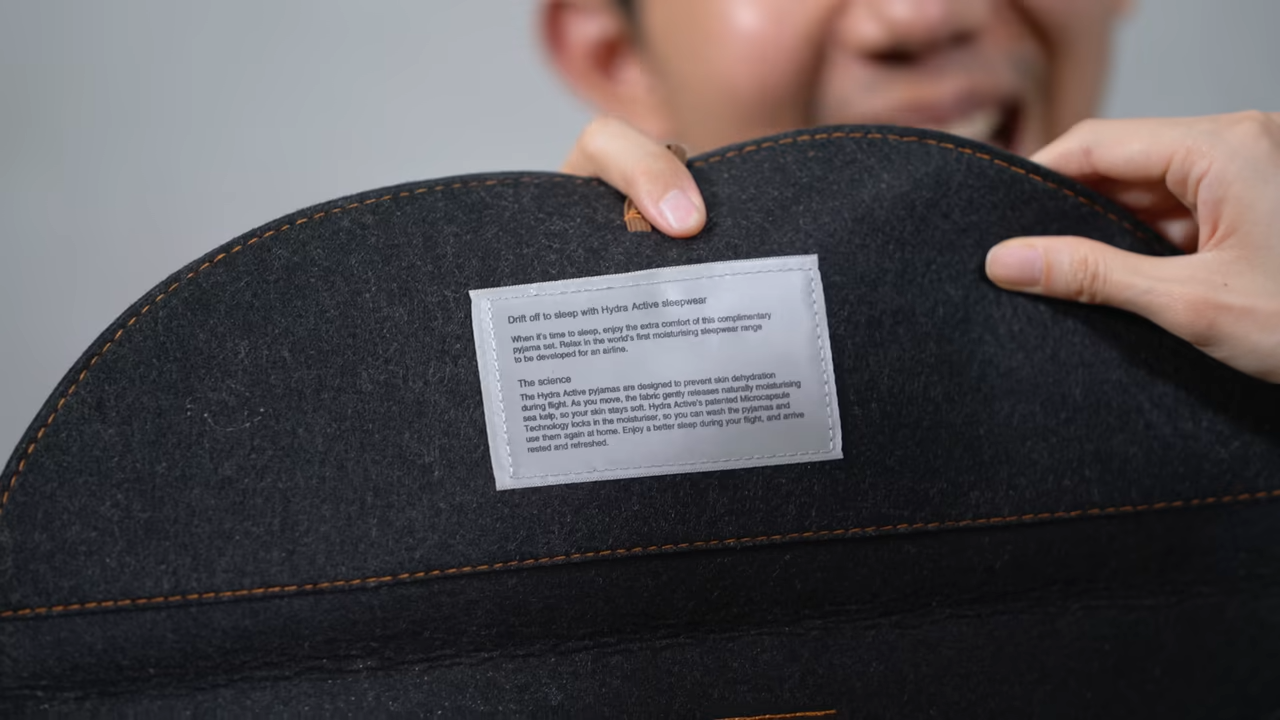 Drift off to sleep with Hydra Active sleepwear
When it's time to sleep, enjoy the extra comfort of this complimentary
pyjama set. Relax in the world's first moisturising sleepwear range
to be developed for an airline.
The science
The Hydra Active pyjamas are designed to prevent skin dehydration
during flight. As you move, the fabric gently releases naturally moisturising
sea kelp, so your skin stays soft. Hydra Active's patented Microcapsule
Technology locks in the moisturiser, so you can wash the pyjamas and
use them again at home. Enjoy a better sleep during your flight, and arrive
rested and refreshed.